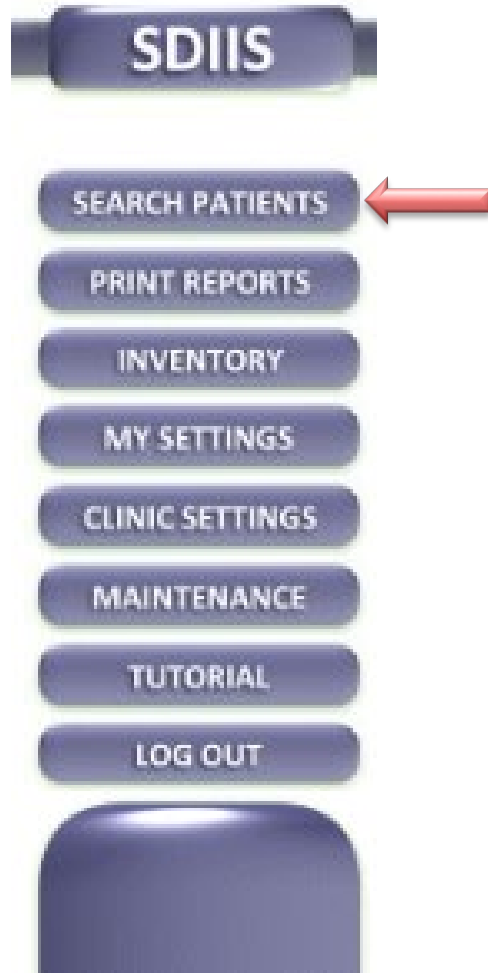 SDIIS
SEARCH PATIENTS
PRINT REPORTS
INVENTORY
MY SETTINGS
CLINIC SETTINGS
MAINTENANCE
TUTORIAL
LOG OUT